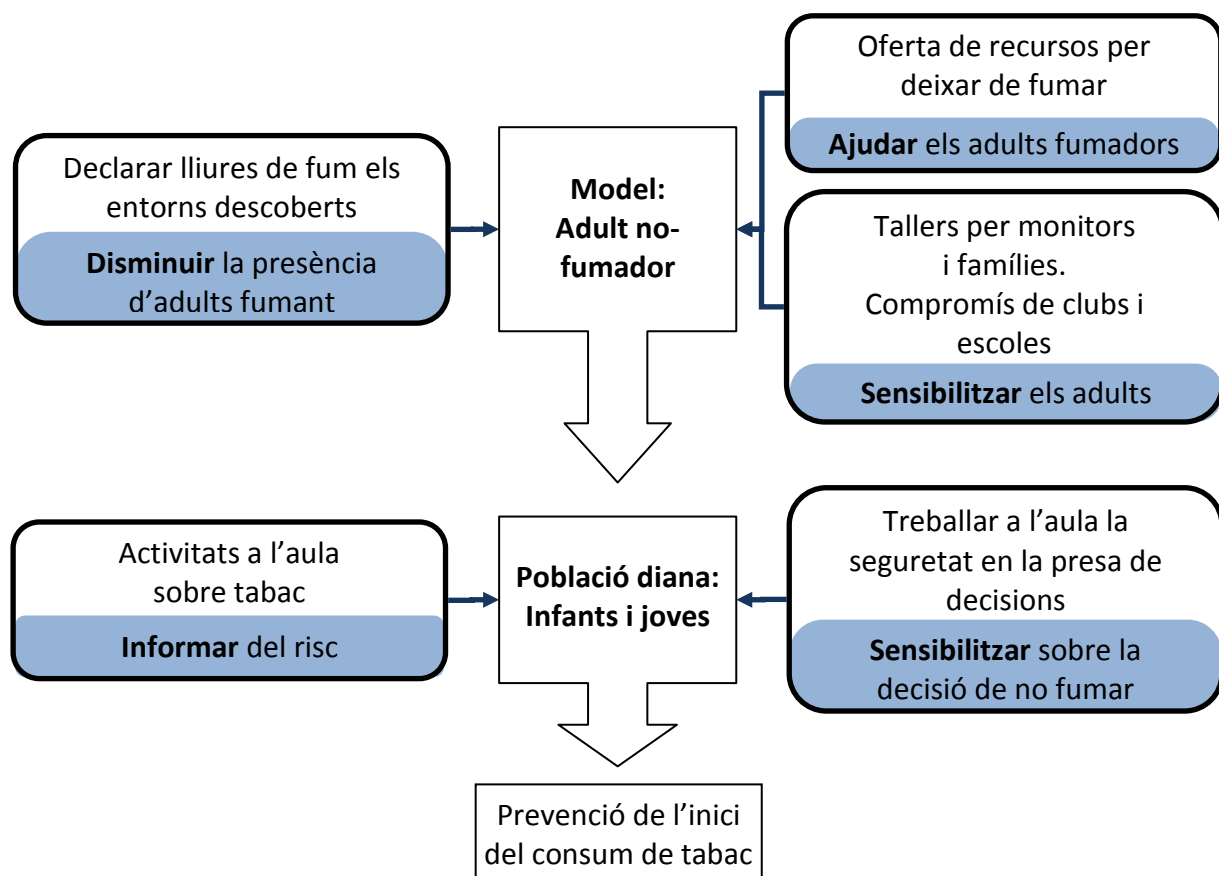 Oferta de recursos per
deixar de fumar
Ajudar els adults fumadors
Declarar lliures de fum els
entorns descoberts
Disminuir la presència
d’adults fumant
Model:
Adult no-
fumador
Tallers per monitors
i famílies.
Compromís de clubs i
escoles
Sensibilitzar els adults
Activitats a l’aula
sobre tabac
Informar del risc
Població diana:
Infants i joves
Treballar a l’aula la
seguretat en la presa de
decisions
Sensibilitzar sobre la
decisió de no fumar
Prevenció de l’inici
del consum de tabac